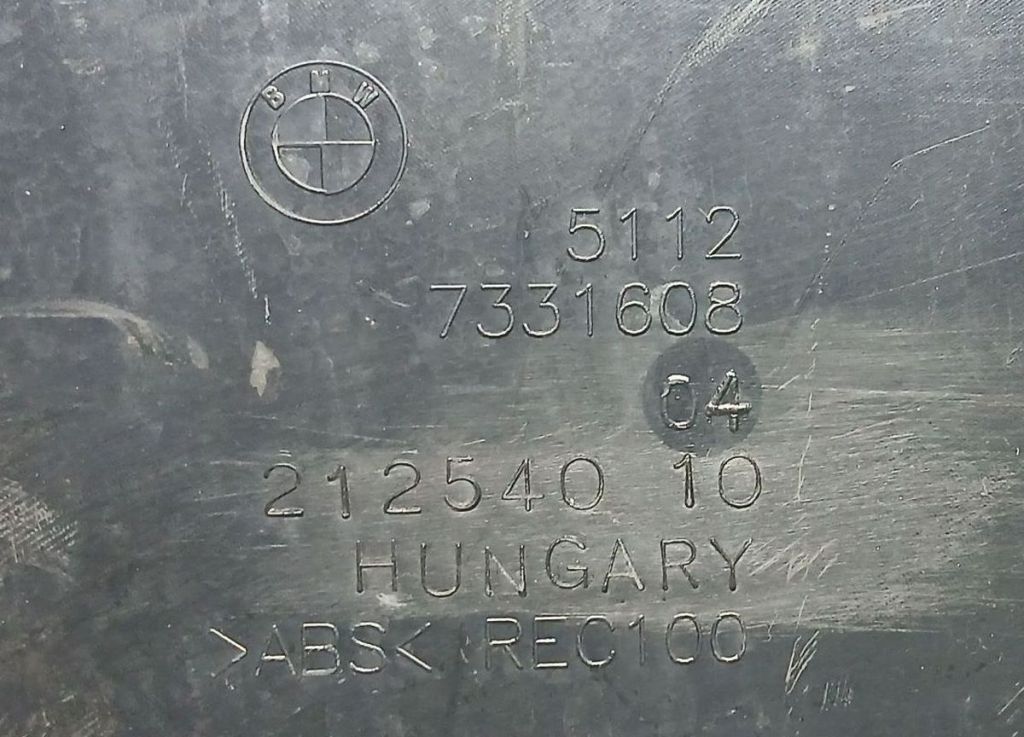 BMW
5112
7331608
04
212540 10
HUNGARY
>ABS< REC100